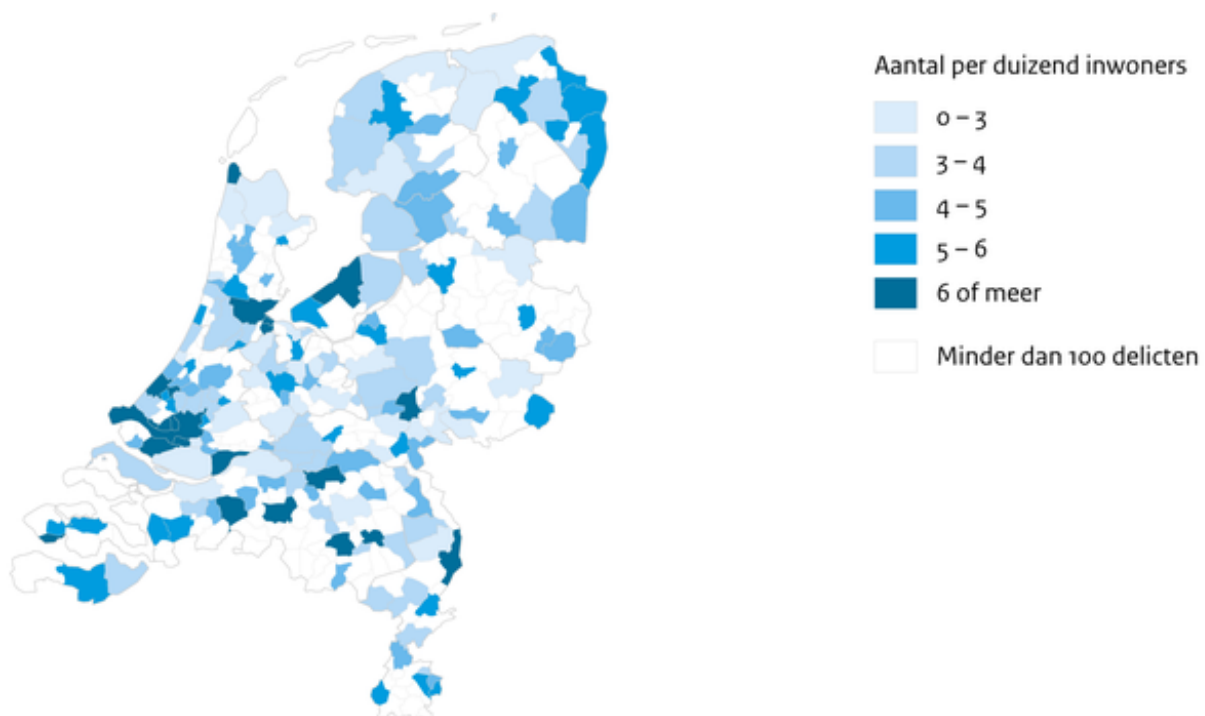 Aantal per duizend inwoners
0 – 3
3 – 4
4 – 5
5 – 6
6 of meer
Minder dan 100 delicten